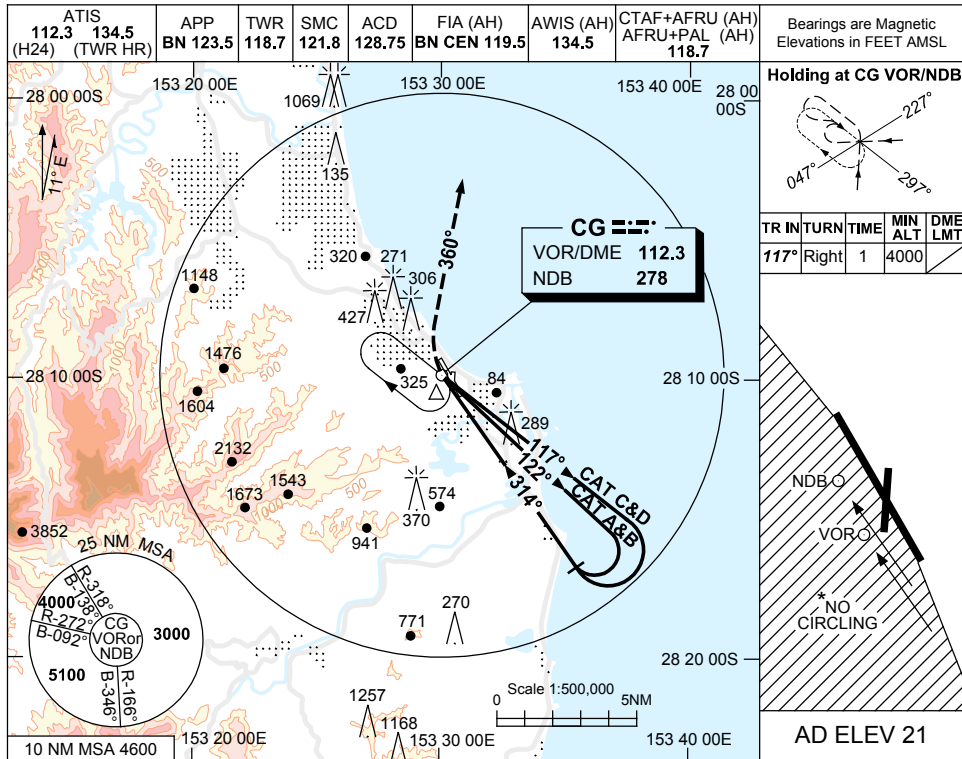 ATIS
112.3 134.5
(H24) (TWR HR)
APP
BN 123.5
TWR
118.7
SMC
121.8
ACD
128.75
FIA (AH)
BN CEN 119.5
AWIS (AH)
134.5
CTAF+AFRU (AH)
AFRU+PAL (AH)
118.7
Bearings are Magnetic
Elevations in FEET AMSL
153 20 00E
153 30 00E
153 40 00E
28 00 00S
28 00
00S
11° E
1069
135
500
1500
1148
320
271
306
427
360°
CG
VOR/DME 112.3
NDB 278
1000
1476
500
1604
325
28 10 00S
28 10 00S
84
289
117°
CAT C&D
122°
CAT A&B
314°
2132
1543
1673
1004
500
370
574
941
3852
25 NM MSA
R-318°
B-138°
4000
R-272°
B-092°
CG
VORor
NDB
3000
5100
B-346°
R-166°
771
270
28 20 00S
1257
1168
Scale 1:500,000
0
5NM
10 NM MSA 4600
153 20 00E
153 30 00E
153 40 00E
Holding at CG VOR/NDB
227°
047°
297°
TR IN TURN TIME MIN ALT DME LMT
117° Right 1 4000
NDB
VOR
*NO
CIRCLING
AD ELEV 21